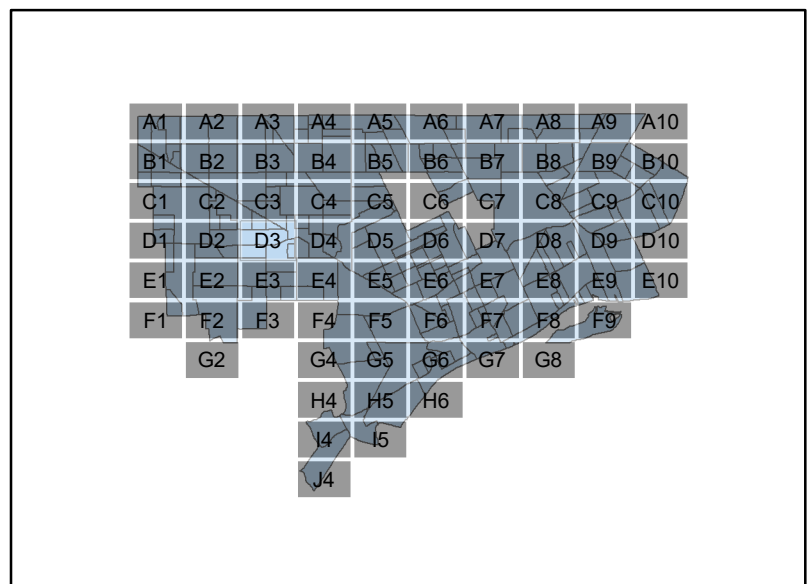 A1 A2 A3 A4 A5 A6 A7 A8 A9 A10
B1 B2 B3 B4 B5 B6 B7 B8 B9 B10
C1 C2 C3 C4 C5 C6 C7 C8 C9 C10
D1 D2 D3 D4 D5 D6 D7 D8 D9 D10
E1 E2 E3 E4 E5 E6 E7 E8 E9 E10
F1 F2 F3 F4 F5 F6 F7 F8 F9
G2 G4 G5 G6 G7 G8
H4 H5 H6
I4 I5
J4